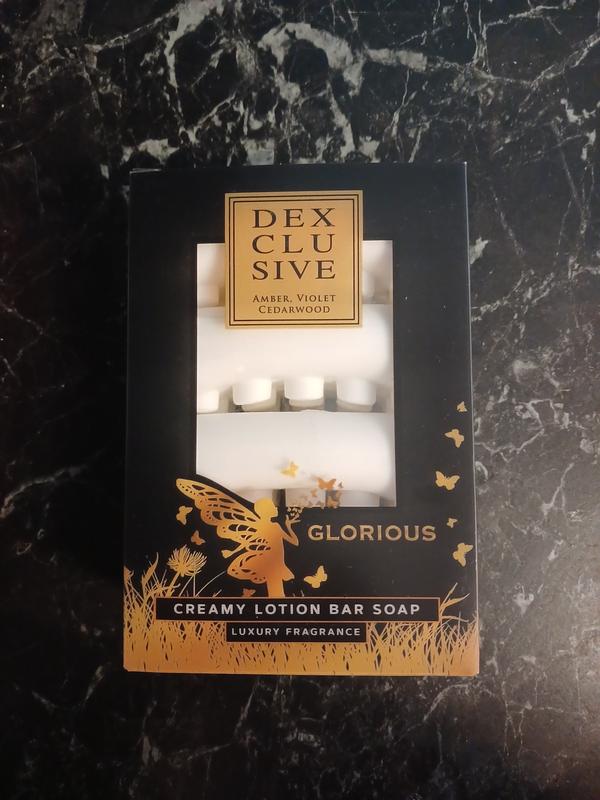 DEX
CLU
SIVE
AMBER, VIOLET
CEDARWOOD
GLORIOUS
CREAMY LOTION BAR SOAP
LUXURY FRAGRANCE